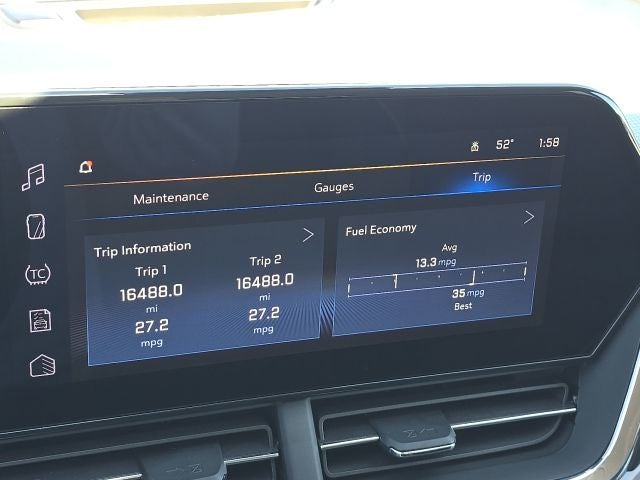 52° 1:58
Maintenance Gauges Trip
Trip Information
Trip 1 Trip 2
16488.0 16488.0
mi mi
27.2 27.2
mpg mpg
Fuel Economy
Avg
13.3 mpg
35 mpg
Best
TC